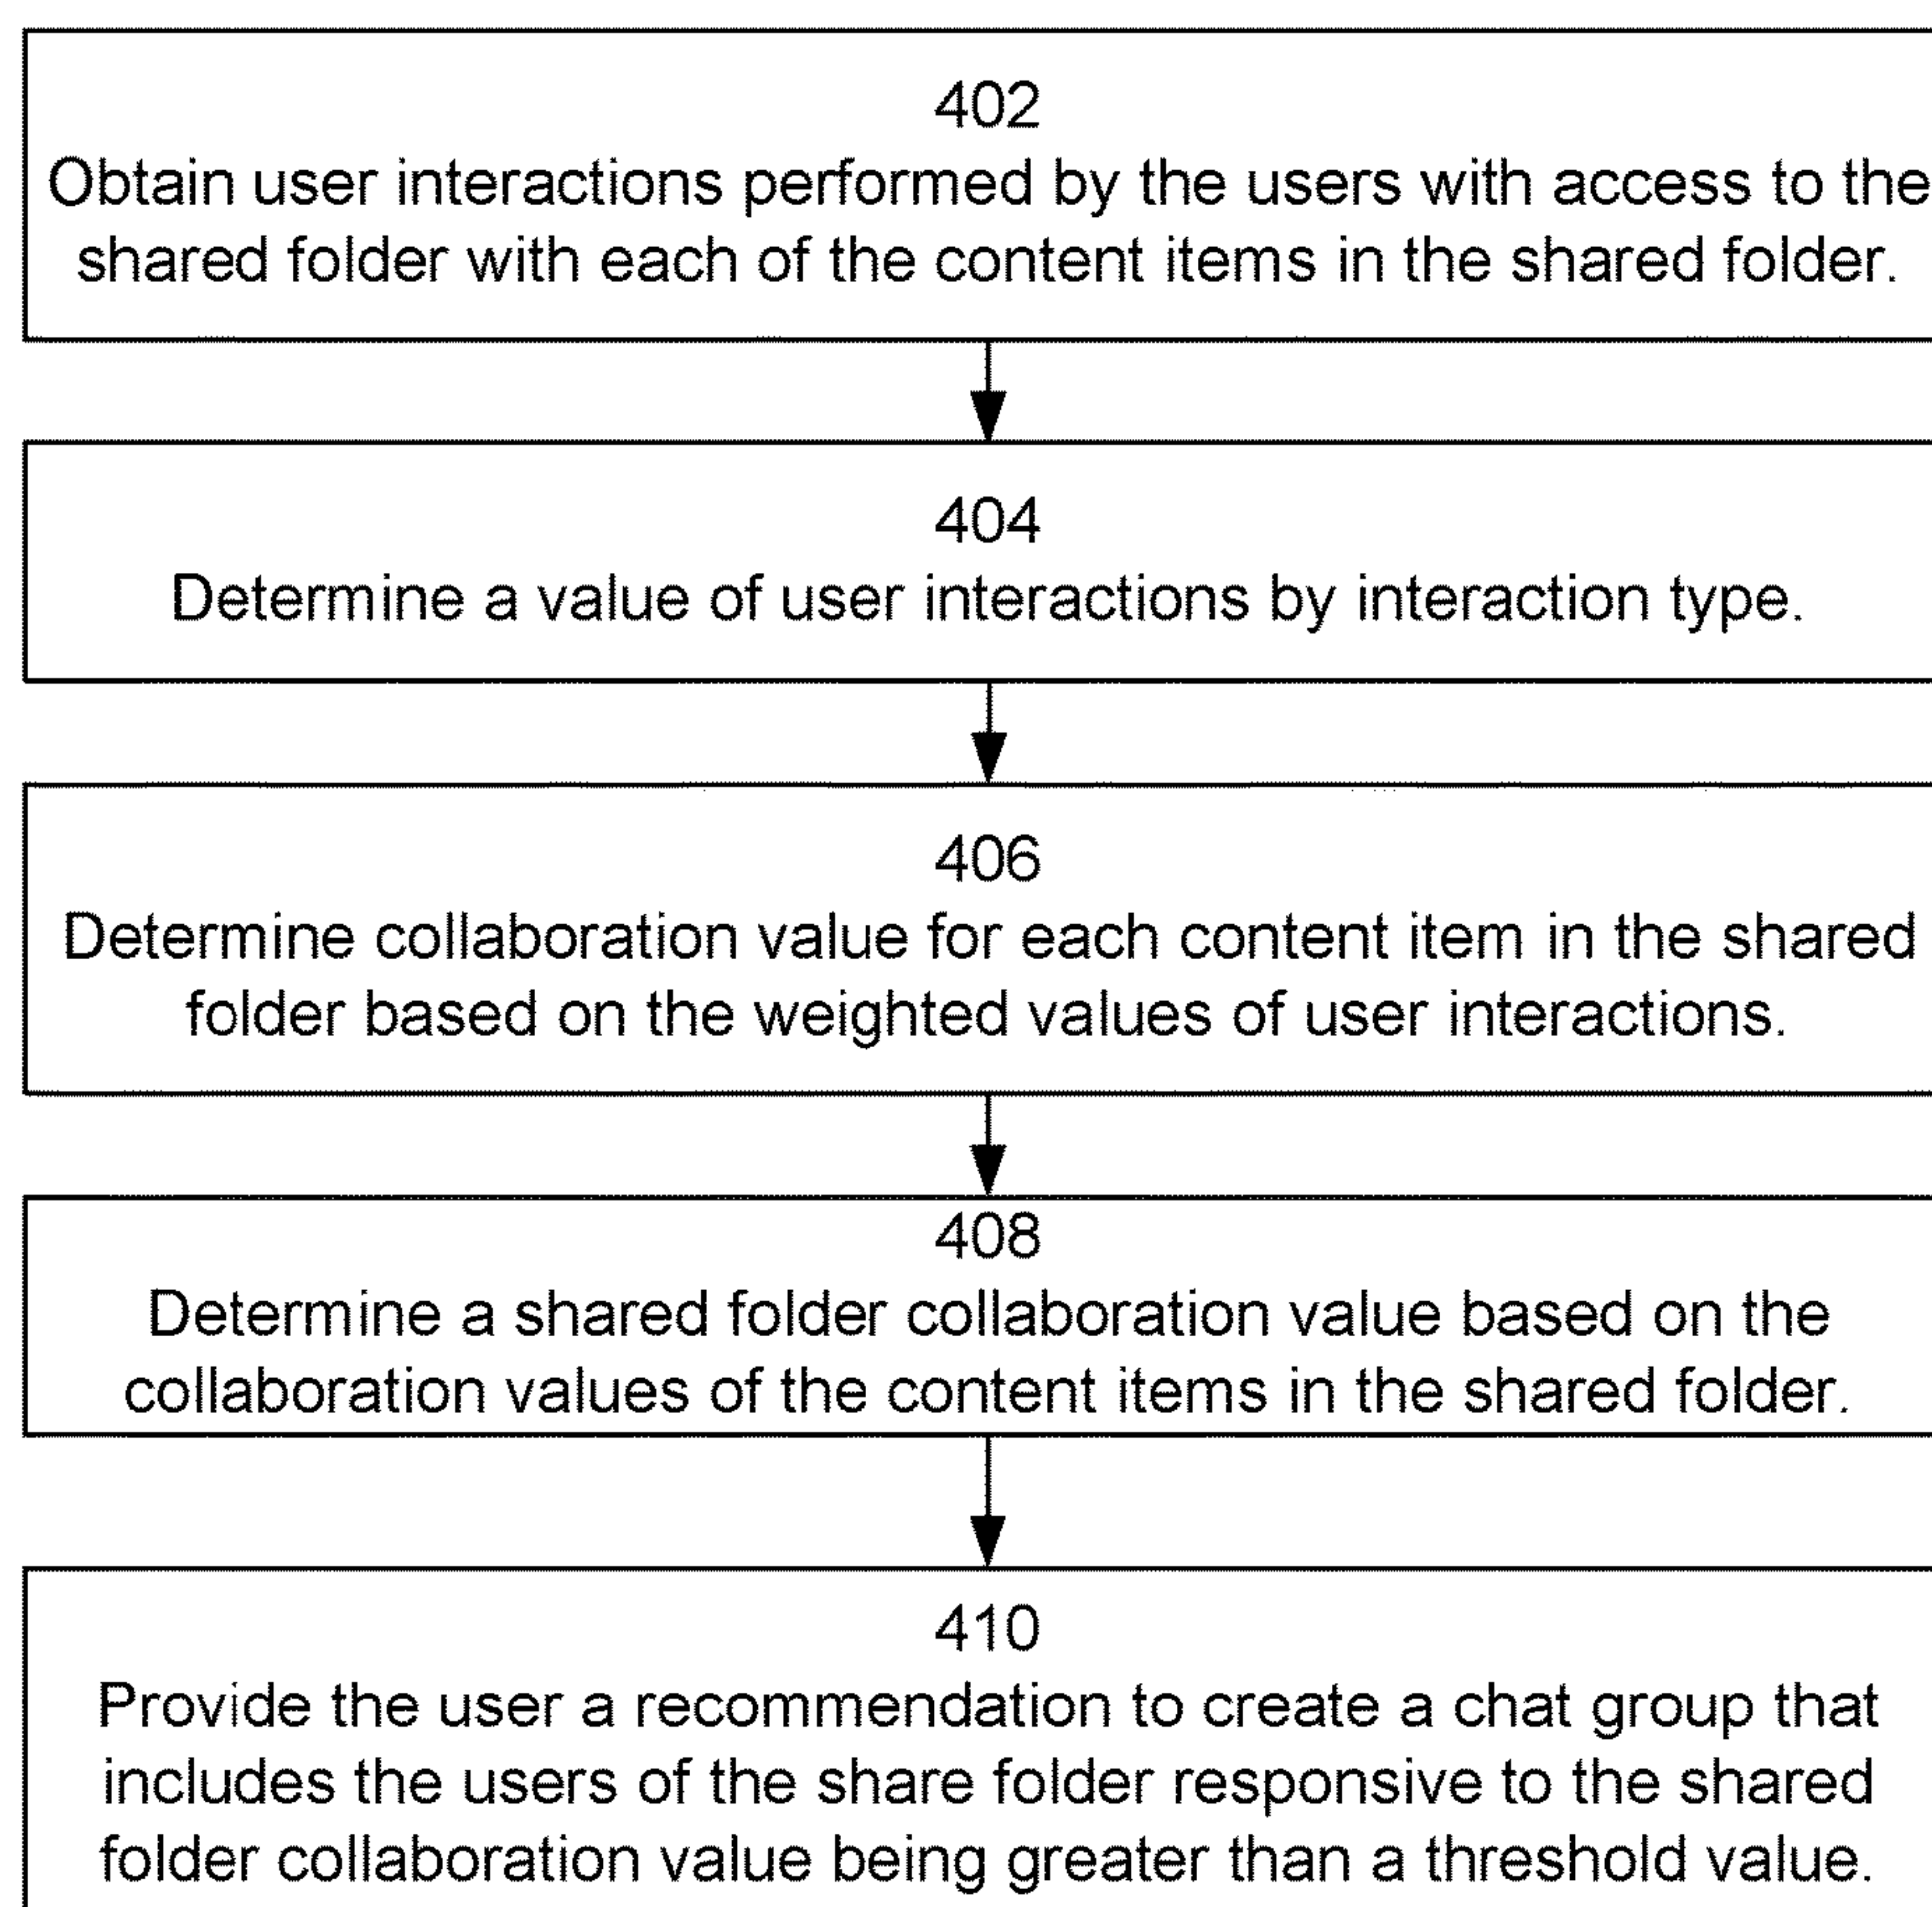 402
Obtain user interactions performed by the users with access to the
shared folder with each of the content items in the shared folder.
404
Determine a value of user interactions by interaction type.
406
Determine collaboration value for each content item in the shared
folder based on the weighted values of user interactions.
408
Determine a shared folder collaboration value based on the
collaboration values of the content items in the shared folder.
410
Provide the user a recommendation to create a chat group that
includes the users of the share folder responsive to the shared
folder collaboration value being greater than a threshold value.